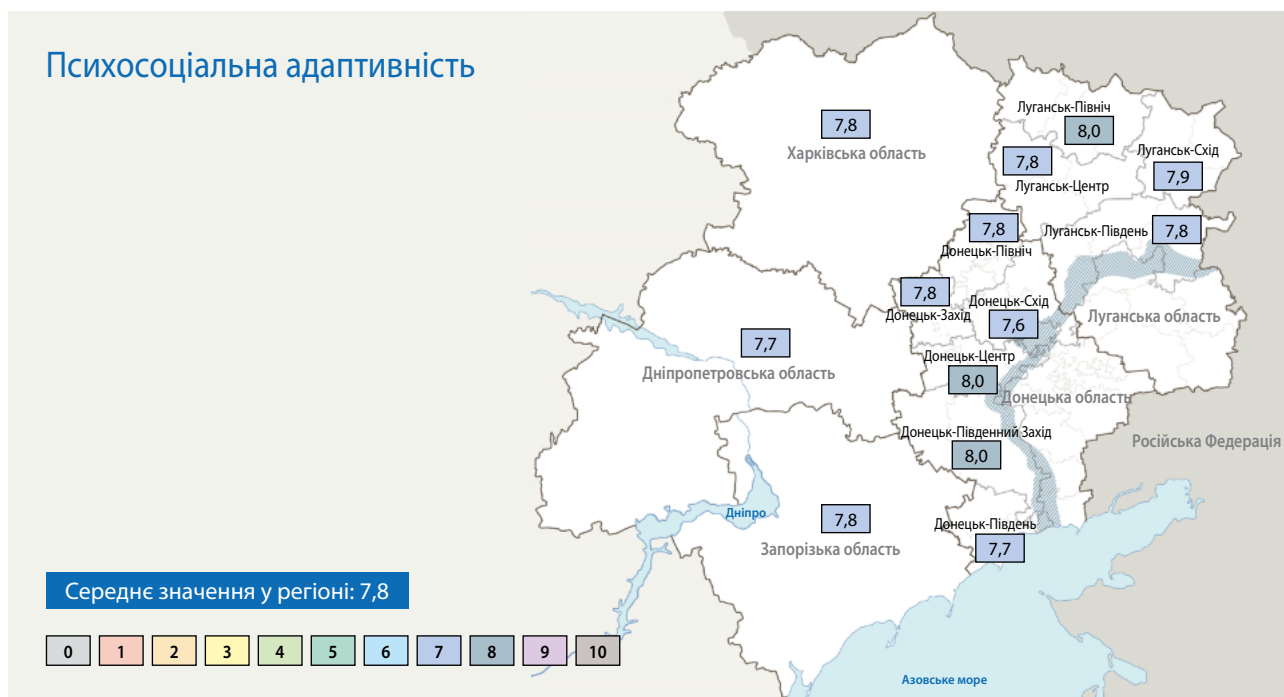 Психосоціальна адаптивність
Луганськ-Північ
8,0
7,8
Харківська область
Луганськ-Схід
7,8
7,9
Луганськ-Центр
7,8
Луганськ-Південь
7,8
Донецьк-Північ
7,8
Донецьк-Схід
Донецьк-Захід
7,6
Луганська область
7,7
Донецьк-Центр
Дніпропетровська область
8,0
Донецька область
Донецьк-Південний Захід
Російська Федерація
8,0
Дніпро
7,8
Донецьк-Південь
Запорізька область
7,7
Середнє значення у регіоні: 7,8
0 1 2 3 4 5 6 7 8 9 10
Азовське море